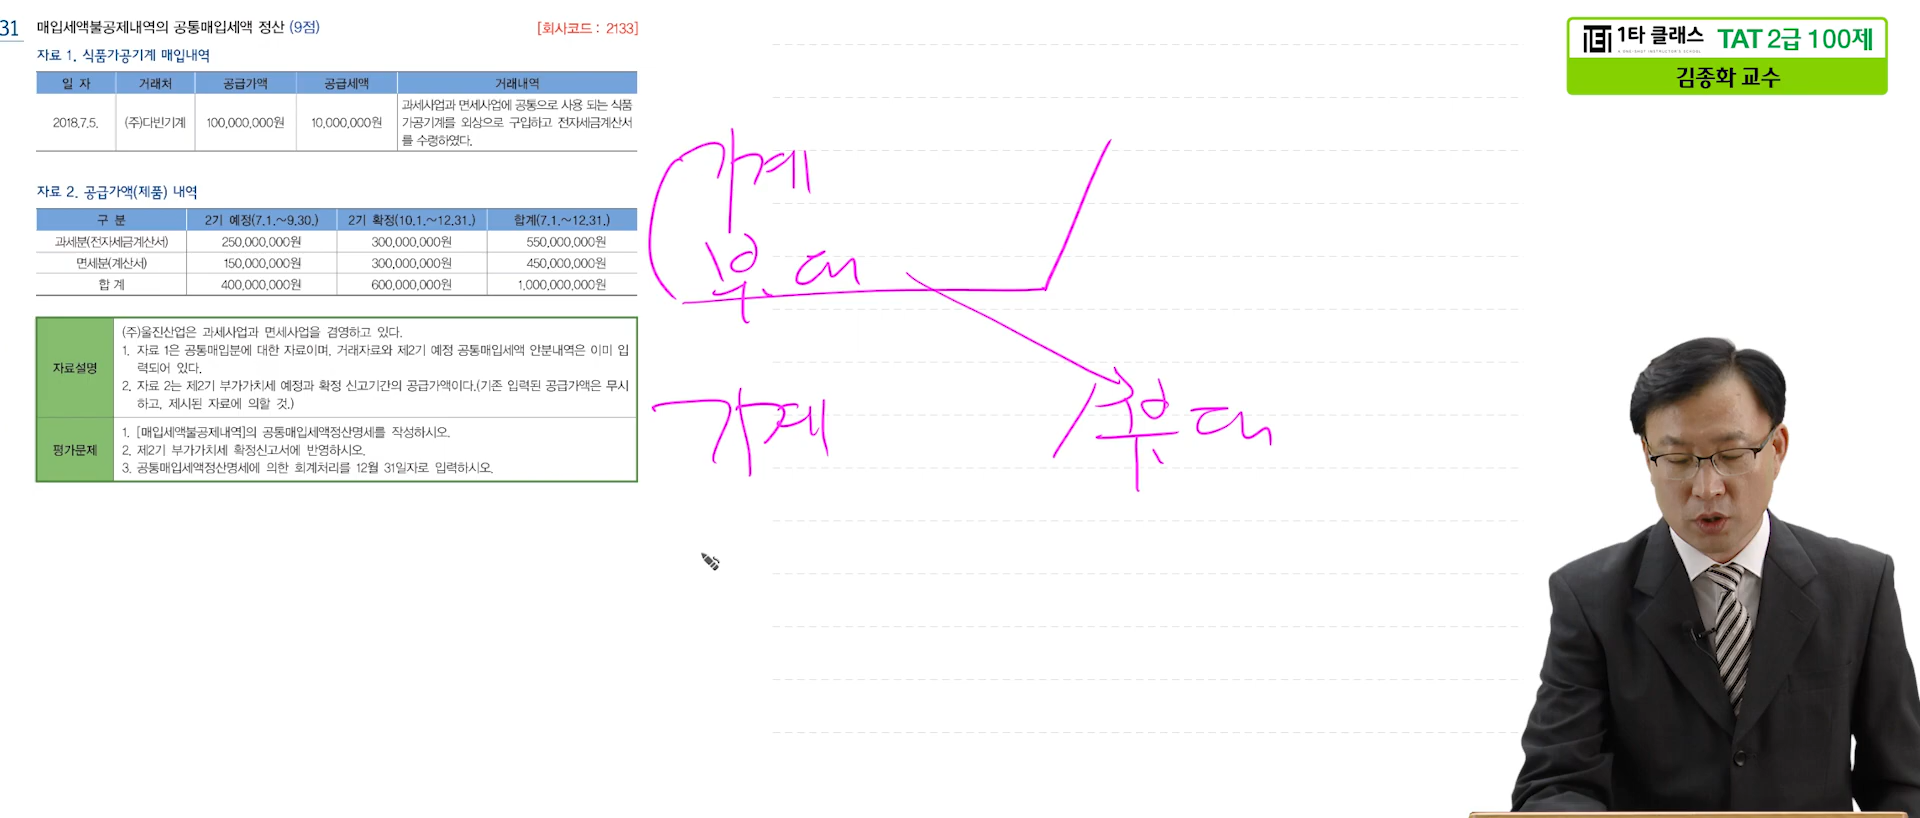 31 매입세액불공제내역의 공통매입세액 정산 (9점) [회사코드 : 2133]
자료 1. 식품가공기계 매입내역
일 자 거래처 공급가액 공급세액 거래내역
2018.7.5. (주)다반기계 100,000,000원 10,000,000원 과세사업과 면세사업에 공통으로 사용 되는 식품
가공기계를 외상으로 구입하고 전자세금계산서
를 수령하였다.
자료 2. 공급가액(제품) 내역
구 분 2기 예정(7.1.~9.30.) 2기 확정(10.1.~12.31.) 합계(7.1.~12.31.)
과세분(전자세금계산서) 250,000,000원 300,000,000원 550,000,000원
면세분(계산서) 150,000,000원 300,000,000원 450,000,000원
합 계 400,000,000원 600,000,000원 1,000,000,000원
자료설명
(주)울진산업은 과세사업과 면세사업을 겸영하고 있다.
1. 자료 1은 공통매입분에 대한 자료이며, 거래자료와 제2기 예정 공통매입세액 안분내역은 이미 입
력되어 있다.
2. 자료 2는 제2기 부가가치세 예정과 확정 신고기간의 공급가액이다.(기존 입력된 공급가액은 무시
하고, 제시된 자료에 의할 것.)
평가문제
1. [매입세액불공제내역]의 공통매입세액정산명세를 작성하시오.
2. 제2기 부가가치세 확정신고서에 반영하시오.
3. 공통매입세액정산명세에 의한 회계처리를 12월 31일자로 입력하시오.
1타 클래스 TAT 2급 100제
김종화 교수